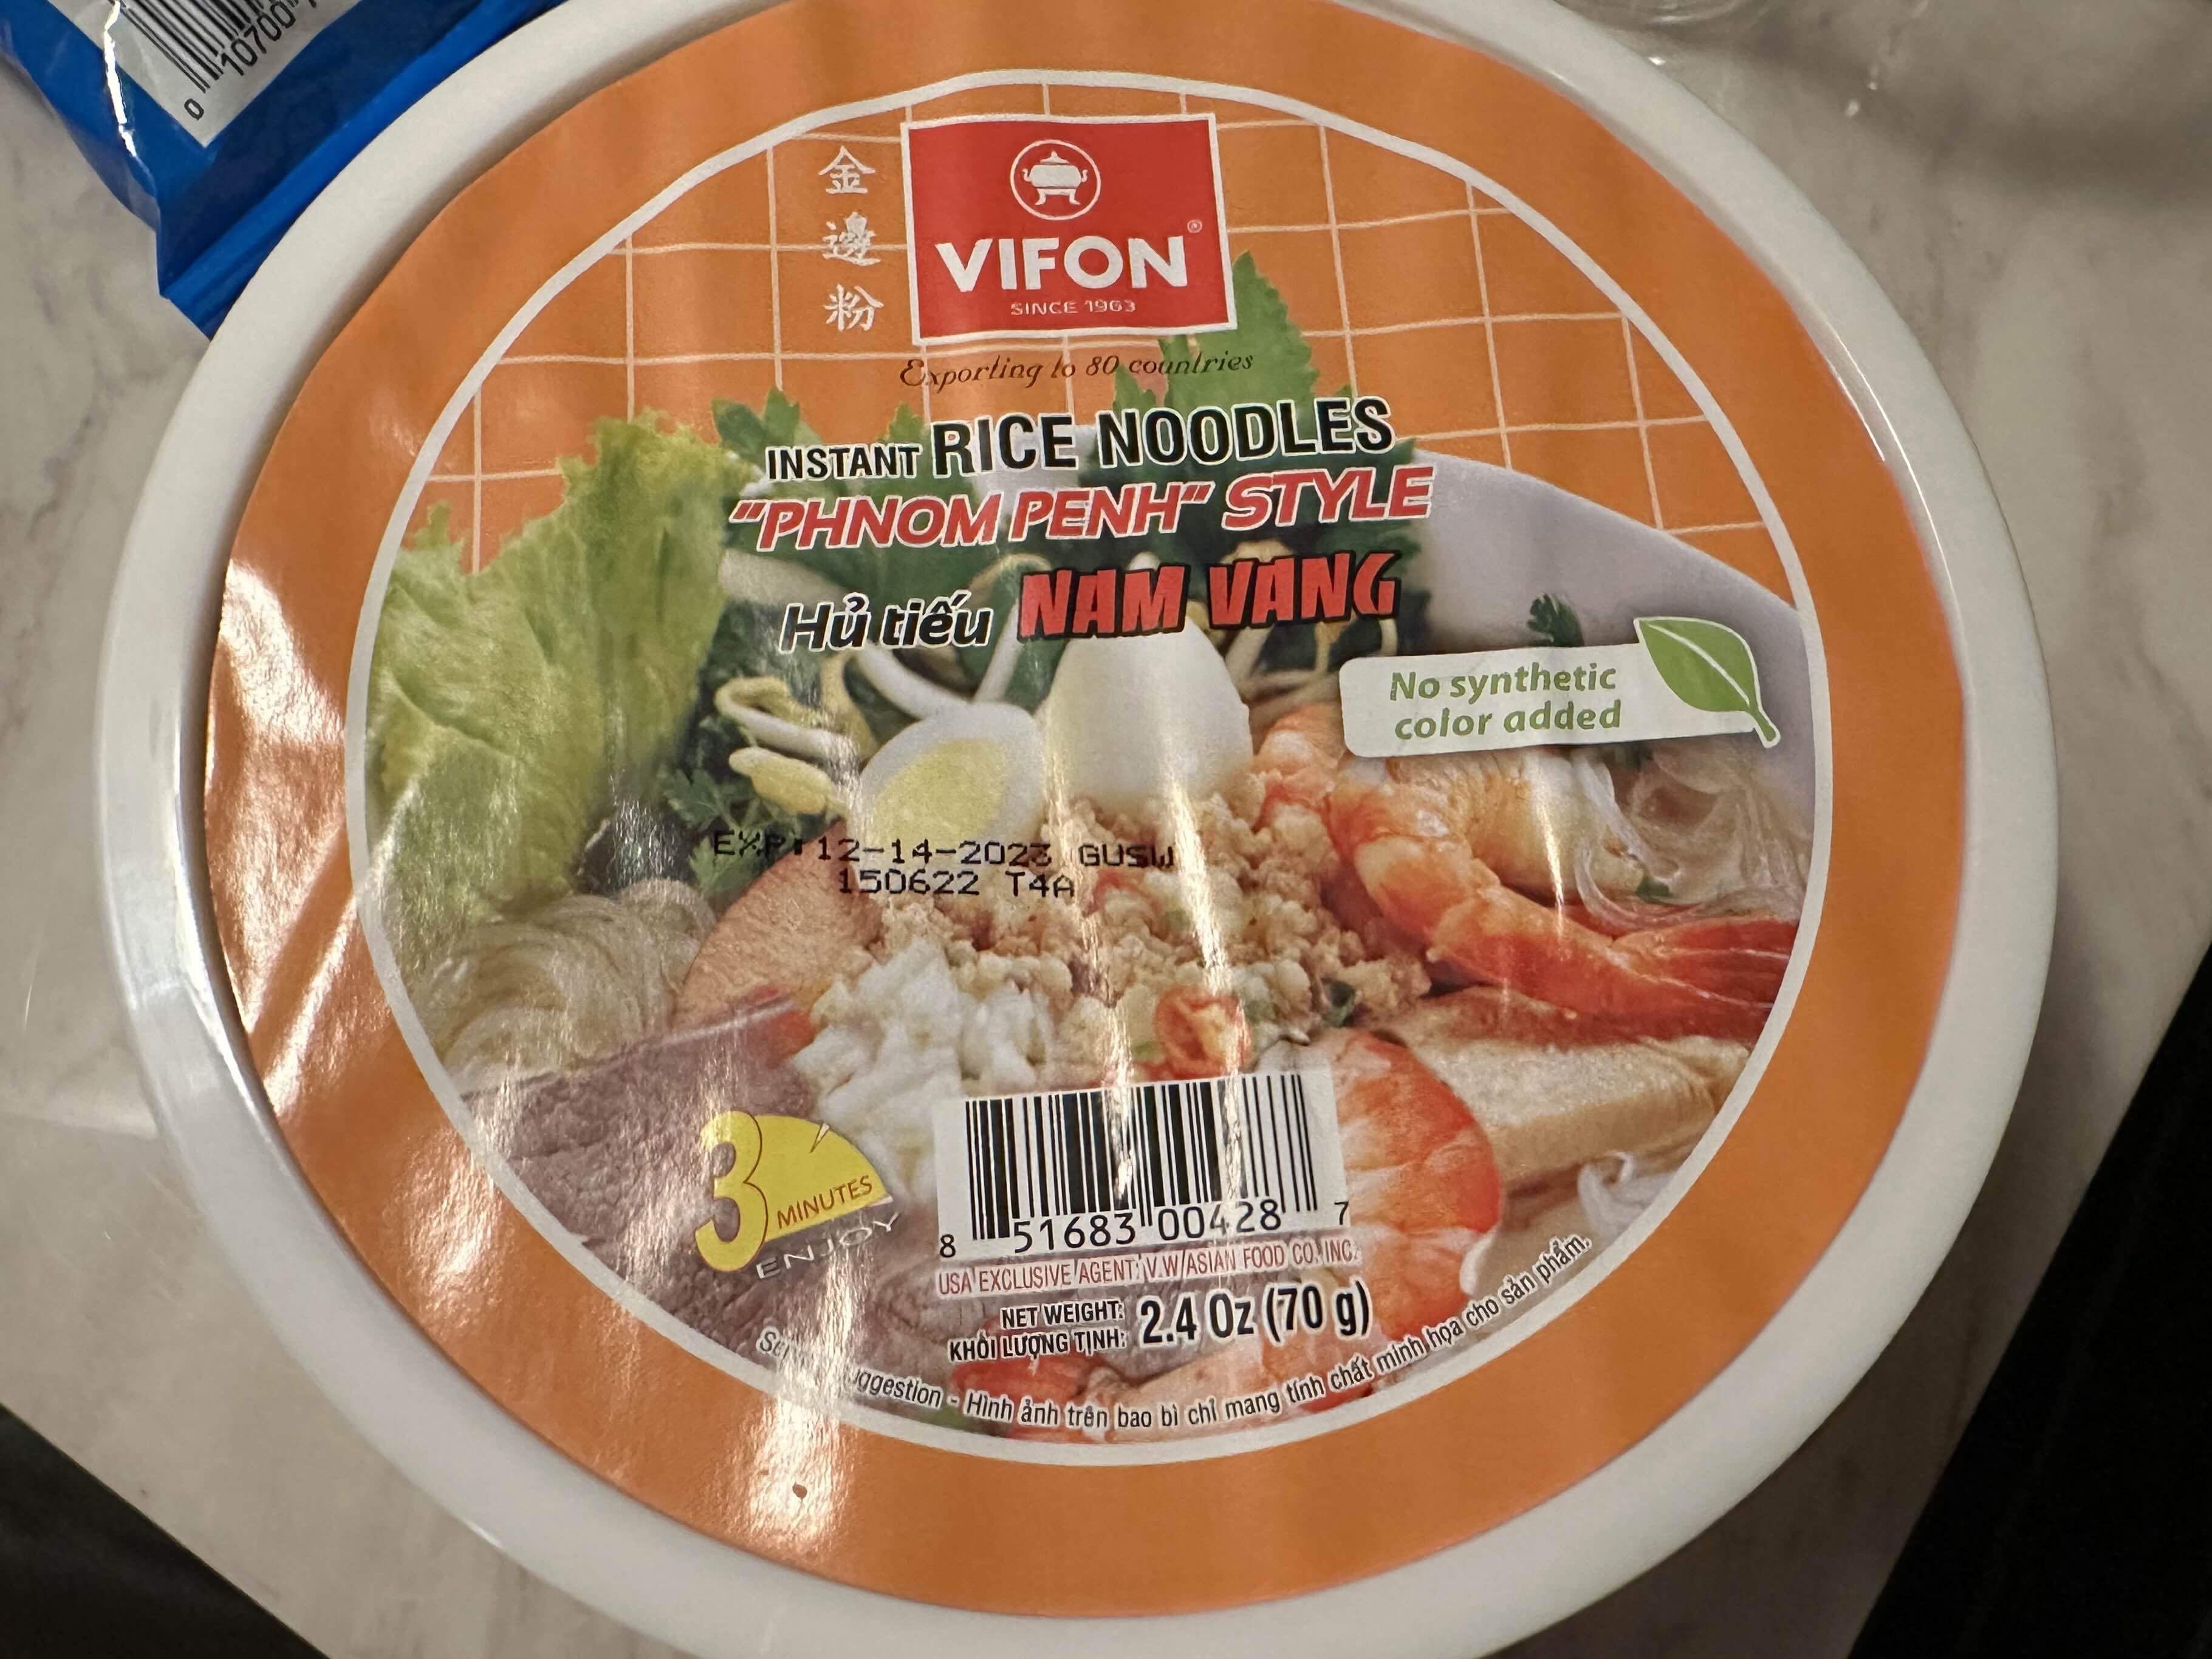 0
10700
金
邊
粉
VIFON®
SINCE 1963
Exporting to 80 countries
INSTANT RICE NOODLES
"PHNOM PENH" STYLE
Hủ tiếu NAM VANG
No synthetic
color added
EXP:12-14-2023 GUSW
150622 T4A
3 MINUTES
ENJOY
8 51683 00428 7
USA EXCLUSIVE AGENT: V.W ASIAN FOOD CO. INC.
NET WEIGHT: 2.4 Oz (70 g)
KHỐI LƯỢNG TỊNH:
- Hình ảnh trên bao bì chỉ mang tính chất minh họa cho sản phẩm.